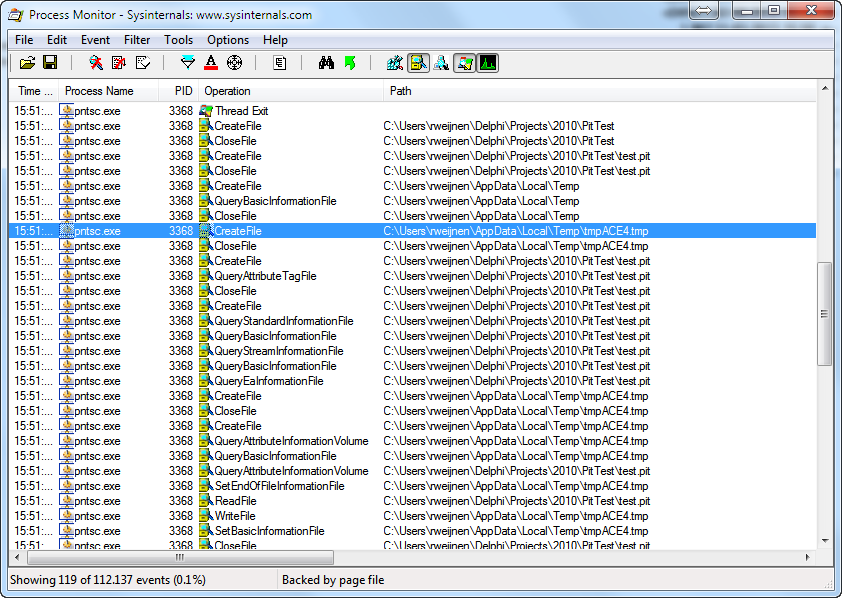 Process Monitor - Sysinternals: www.sysinternals.com
File Edit Event Filter Tools Options Help
Time ... Process Name PID Operation Path
15:51:... pntsc.exe 3368 Thread Exit
15:51:... pntsc.exe 3368 CreateFile C:\Users\rweijnen\Delphi\Projects\2010\PitTest
15:51:... pntsc.exe 3368 CloseFile C:\Users\rweijnen\Delphi\Projects\2010\PitTest
15:51:... pntsc.exe 3368 CreateFile C:\Users\rweijnen\Delphi\Projects\2010\PitTest\test.pit
15:51:... pntsc.exe 3368 CloseFile C:\Users\rweijnen\Delphi\Projects\2010\PitTest\test.pit
15:51:... pntsc.exe 3368 CreateFile C:\Users\rweijnen\AppData\Local\Temp
15:51:... pntsc.exe 3368 QueryBasicInformationFile C:\Users\rweijnen\AppData\Local\Temp
15:51:... pntsc.exe 3368 CloseFile C:\Users\rweijnen\AppData\Local\Temp
15:51:... pntsc.exe 3368 CreateFile C:\Users\rweijnen\AppData\Local\Temp\tmpACE4.tmp
15:51:... pntsc.exe 3368 CloseFile C:\Users\rweijnen\AppData\Local\Temp\tmpACE4.tmp
15:51:... pntsc.exe 3368 CreateFile C:\Users\rweijnen\Delphi\Projects\2010\PitTest\test.pit
15:51:... pntsc.exe 3368 QueryAttributeTagFile C:\Users\rweijnen\Delphi\Projects\2010\PitTest\test.pit
15:51:... pntsc.exe 3368 CloseFile C:\Users\rweijnen\Delphi\Projects\2010\PitTest\test.pit
15:51:... pntsc.exe 3368 CreateFile C:\Users\rweijnen\Delphi\Projects\2010\PitTest\test.pit
15:51:... pntsc.exe 3368 QueryStandardInformationFile C:\Users\rweijnen\Delphi\Projects\2010\PitTest\test.pit
15:51:... pntsc.exe 3368 QueryBasicInformationFile C:\Users\rweijnen\Delphi\Projects\2010\PitTest\test.pit
15:51:... pntsc.exe 3368 QueryStreamInformationFile C:\Users\rweijnen\Delphi\Projects\2010\PitTest\test.pit
15:51:... pntsc.exe 3368 QueryBasicInformationFile C:\Users\rweijnen\Delphi\Projects\2010\PitTest\test.pit
15:51:... pntsc.exe 3368 QueryEaInformationFile C:\Users\rweijnen\Delphi\Projects\2010\PitTest\test.pit
15:51:... pntsc.exe 3368 CreateFile C:\Users\rweijnen\AppData\Local\Temp\tmpACE4.tmp
15:51:... pntsc.exe 3368 CloseFile C:\Users\rweijnen\AppData\Local\Temp\tmpACE4.tmp
15:51:... pntsc.exe 3368 CreateFile C:\Users\rweijnen\AppData\Local\Temp\tmpACE4.tmp
15:51:... pntsc.exe 3368 QueryAttributeInformationVolume C:\Users\rweijnen\AppData\Local\Temp\tmpACE4.tmp
15:51:... pntsc.exe 3368 QueryBasicInformationFile C:\Users\rweijnen\AppData\Local\Temp\tmpACE4.tmp
15:51:... pntsc.exe 3368 QueryAttributeInformationVolume C:\Users\rweijnen\Delphi\Projects\2010\PitTest\test.pit
15:51:... pntsc.exe 3368 SetEndOfFileInformationFile C:\Users\rweijnen\AppData\Local\Temp\tmpACE4.tmp
15:51:... pntsc.exe 3368 ReadFile C:\Users\rweijnen\Delphi\Projects\2010\PitTest\test.pit
15:51:... pntsc.exe 3368 WriteFile C:\Users\rweijnen\AppData\Local\Temp\tmpACE4.tmp
15:51:... pntsc.exe 3368 SetBasicInformationFile C:\Users\rweijnen\AppData\Local\Temp\tmpACE4.tmp
15:51:... pntsc.exe 3368 CloseFile C:\Users\rweijnen\Delphi\Projects\2010\PitTest\test.pit
Showing 119 of 112.137 events (0.1%) Backed by page file